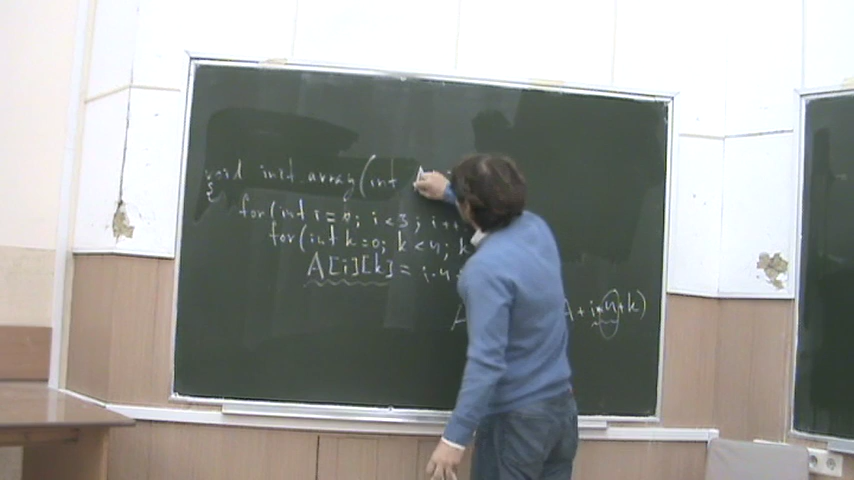 void init_array(int A
{
for(int i=0; i<3; i++
for(int k=0; k<4; k
A[i][k] = i·4
A A+i*4+k)